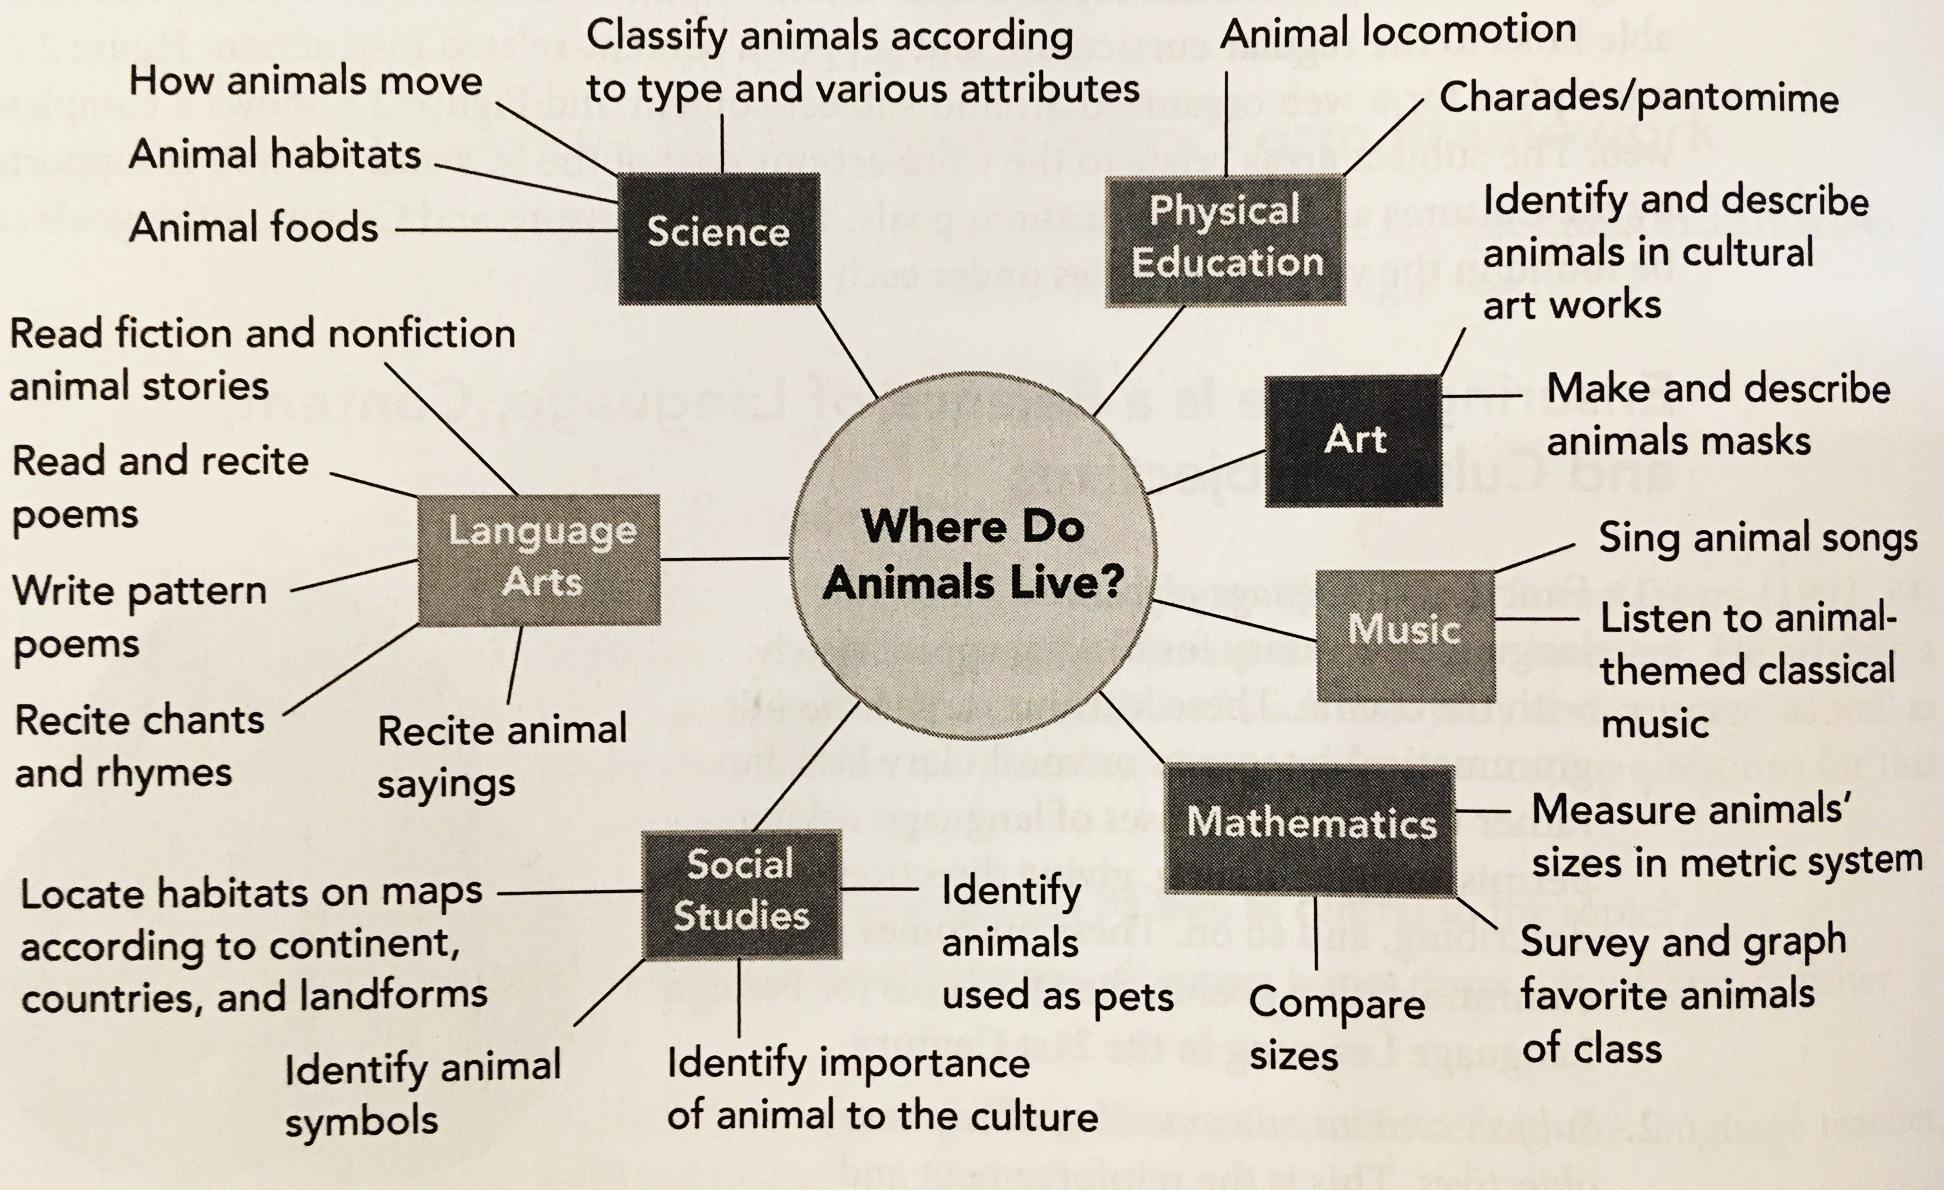 Classify animals according
to type and various attributes
How animals move
Animal habitats
Animal foods
Science
Animal locomotion
Charades/pantomime
Physical
Education
Identify and describe
animals in cultural
art works
Make and describe
animals masks
Art
Read fiction and nonfiction
animal stories
Read and recite
poems
Write pattern
poems
Recite chants
and rhymes
Recite animal
sayings
Language
Arts
Where Do
Animals Live?
Sing animal songs
Listen to animal-
themed classical
music
Music
Mathematics
Measure animals'
sizes in metric system
Survey and graph
favorite animals
of class
Compare
sizes
Social
Studies
Locate habitats on maps
according to continent,
countries, and landforms
Identify animal
symbols
Identify importance
of animal to the culture
Identify
animals
used as pets